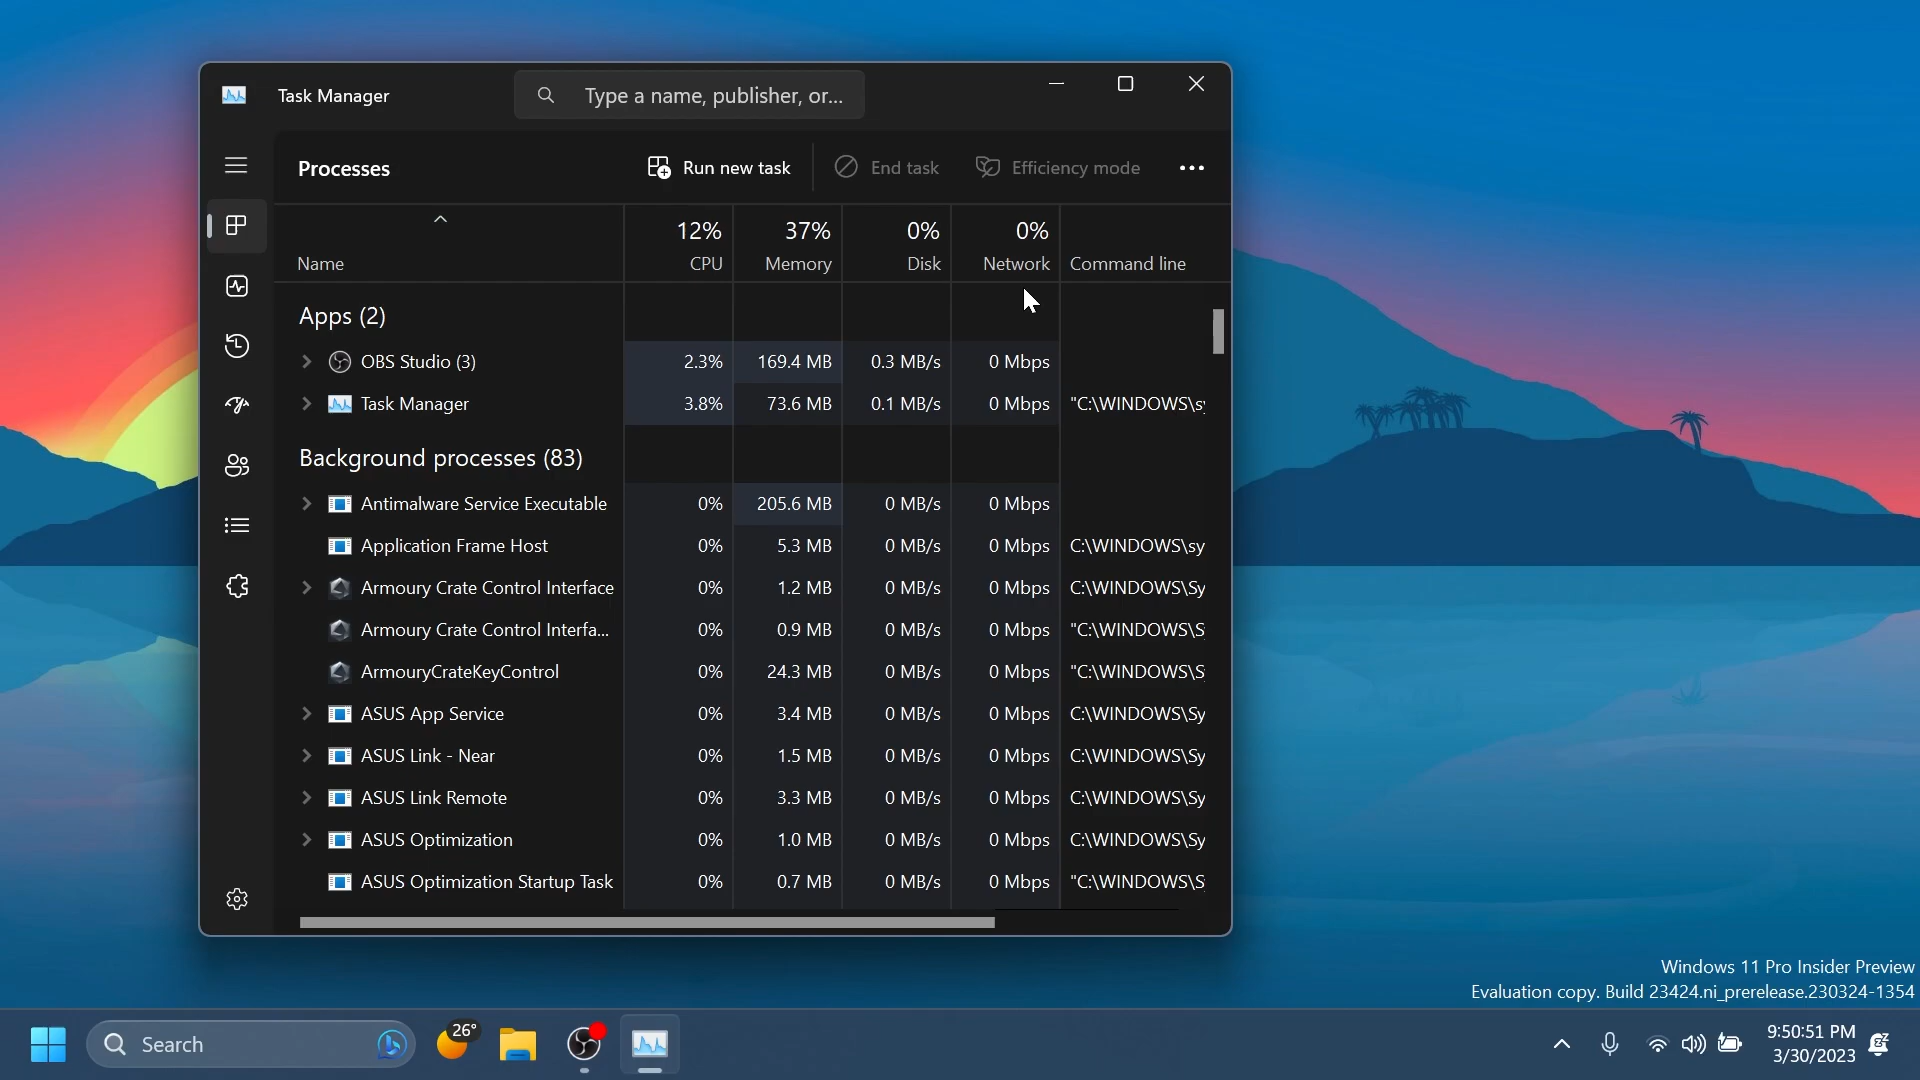 Task Manager
Type a name, publisher, or...
Processes
Run new task
End task
Efficiency mode
12% 37% 0% 0%
Name CPU Memory Disk Network Command line
Apps (2)
OBS Studio (3) 2.3% 169.4 MB 0.3 MB/s 0 Mbps
Task Manager 3.8% 73.6 MB 0.1 MB/s 0 Mbps "C:\WINDOWS\sy
Background processes (83)
Antimalware Service Executable 0% 205.6 MB 0 MB/s 0 Mbps
Application Frame Host 0% 5.3 MB 0 MB/s 0 Mbps C:\WINDOWS\sy
Armoury Crate Control Interface 0% 1.2 MB 0 MB/s 0 Mbps C:\WINDOWS\Sy
Armoury Crate Control Interfa... 0% 0.9 MB 0 MB/s 0 Mbps "C:\WINDOWS\S
ArmouryCrateKeyControl 0% 24.3 MB 0 MB/s 0 Mbps "C:\WINDOWS\S
ASUS App Service 0% 3.4 MB 0 MB/s 0 Mbps C:\WINDOWS\Sy
ASUS Link - Near 0% 1.5 MB 0 MB/s 0 Mbps C:\WINDOWS\Sy
ASUS Link Remote 0% 3.3 MB 0 MB/s 0 Mbps C:\WINDOWS\Sy
ASUS Optimization 0% 1.0 MB 0 MB/s 0 Mbps C:\WINDOWS\Sy
ASUS Optimization Startup Task 0% 0.7 MB 0 MB/s 0 Mbps "C:\WINDOWS\S
Windows 11 Pro Insider Preview
Evaluation copy. Build 23424.ni_prerelease.230324-1354
Search
26°
9:50:51 PM
3/30/2023